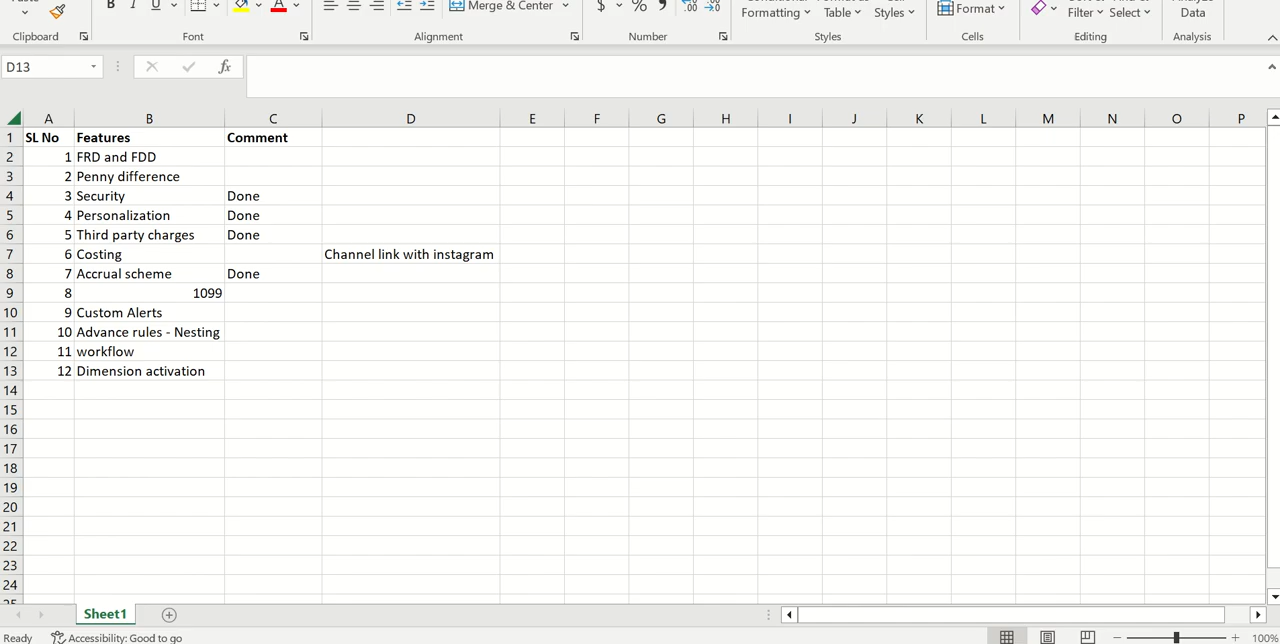 Merge & Center
$ % 9 .00 .00
Formatting Table Styles Format Filter Select Data
Clipboard Font Alignment Number Styles Cells Editing Analysis
D13 fx
A B C D E F G H I J K L M N O P
1 SL No Features Comment
2 1 FRD and FDD
3 2 Penny difference
4 3 Security Done
5 4 Personalization Done
6 5 Third party charges Done
7 6 Costing Channel link with instagram
8 7 Accrual scheme Done
9 8 1099
10 9 Custom Alerts
11 10 Advance rules - Nesting
12 11 workflow
13 12 Dimension activation
14
15
16
17
18
19
20
21
22
23
24
Sheet1
Ready Accessibility: Good to go 100%